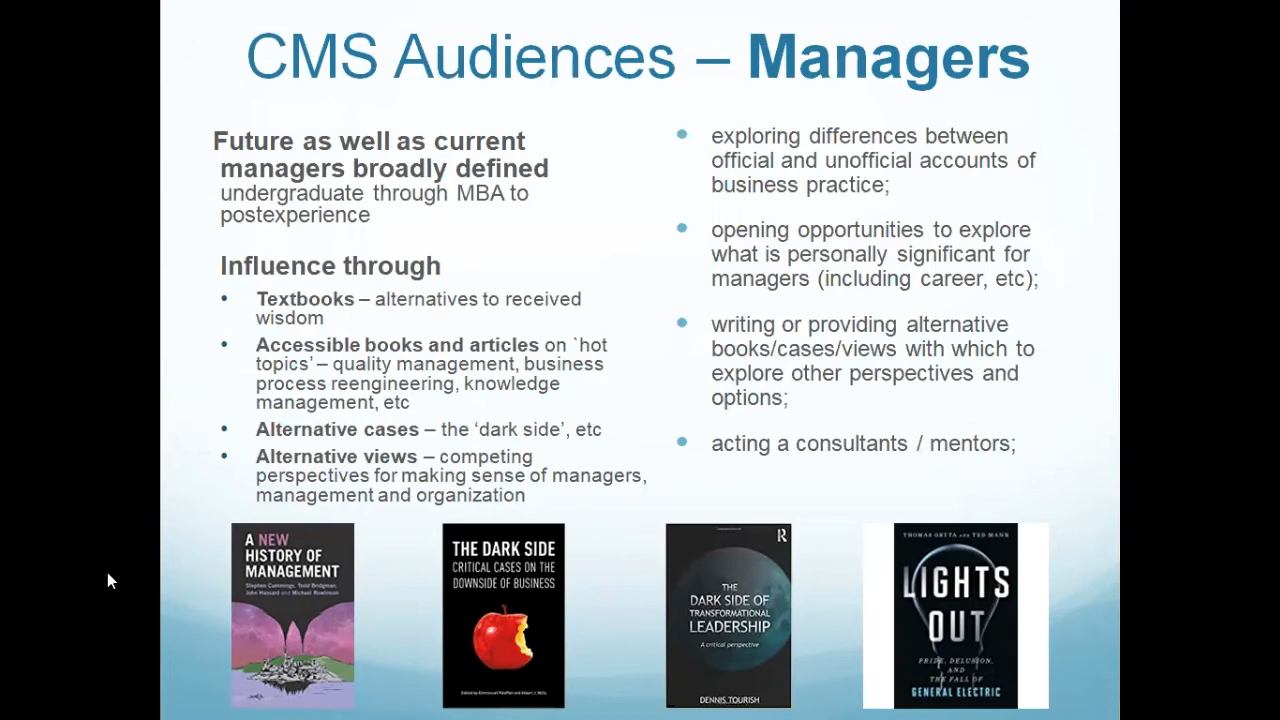 CMS Audiences – Managers
Future as well as current
managers broadly defined
undergraduate through MBA to
postexperience
Influence through
• Textbooks – alternatives to received
wisdom
• Accessible books and articles on `hot
topics’ – quality management, business
process reengineering, knowledge
management, etc
• Alternative cases – the ‘dark side’, etc
• Alternative views – competing
perspectives for making sense of managers,
management and organization
• exploring differences between
official and unofficial accounts of
business practice;
• opening opportunities to explore
what is personally significant for
managers (including career, etc);
• writing or providing alternative
books/cases/views with which to
explore other perspectives and
options;
• acting a consultants / mentors;
A NEW
HISTORY OF
MANAGEMENT
Stephen Cummings, Todd Bridgman,
John Hassard and Michael Rowlinson
THE DARK SIDE
CRITICAL CASES ON THE
DOWNSIDE OF BUSINESS
Edited by Emmanuel Raufflet and Albert J. Mills
R
THE
DARK SIDE OF
TRANSFORMATIONAL
LEADERSHIP
A critical perspective
DENNIS TOURISH
THOMAS GRYTA AND TED MANN
LIGHTS
OUT
PRIDE, DELUSION,
AND
THE FALL OF
GENERAL ELECTRIC